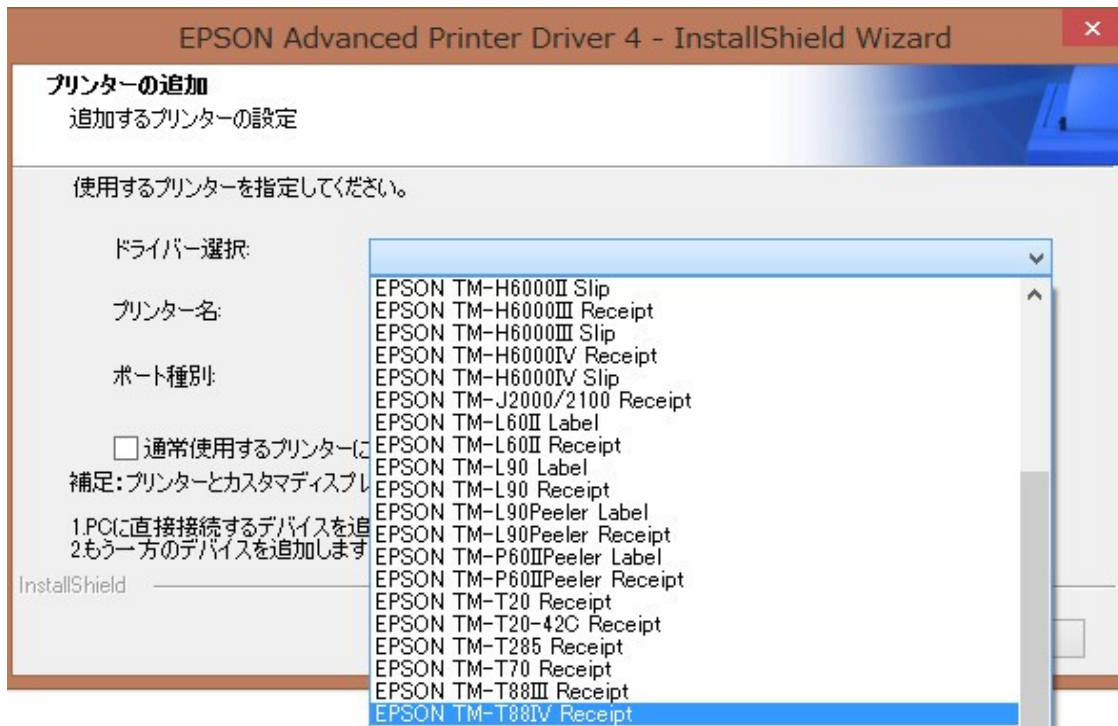 EPSON Advanced Printer Driver 4 - InstallShield Wizard
プリンターの追加
追加するプリンターの設定
使用するプリンターを指定してください。
ドライバー選択:
プリンター名:
ポート種別:
通常使用するプリンターに
補足:プリンターとカスタマディスプレ
1.PCに直接接続するデバイスを追
2.もう一方のデバイスを追加します
InstallShield
EPSON TM-H6000Ⅱ Slip
EPSON TM-H6000Ⅲ Receipt
EPSON TM-H6000Ⅲ Slip
EPSON TM-H6000Ⅳ Receipt
EPSON TM-H6000Ⅳ Slip
EPSON TM-J2000/2100 Receipt
EPSON TM-L60Ⅱ Label
EPSON TM-L60Ⅱ Receipt
EPSON TM-L90 Label
EPSON TM-L90 Receipt
EPSON TM-L90Peeler Label
EPSON TM-L90Peeler Receipt
EPSON TM-P60ⅡPeeler Label
EPSON TM-P60ⅡPeeler Receipt
EPSON TM-T20 Receipt
EPSON TM-T20-42C Receipt
EPSON TM-T285 Receipt
EPSON TM-T70 Receipt
EPSON TM-T88Ⅲ Receipt
EPSON TM-T88Ⅳ Receipt